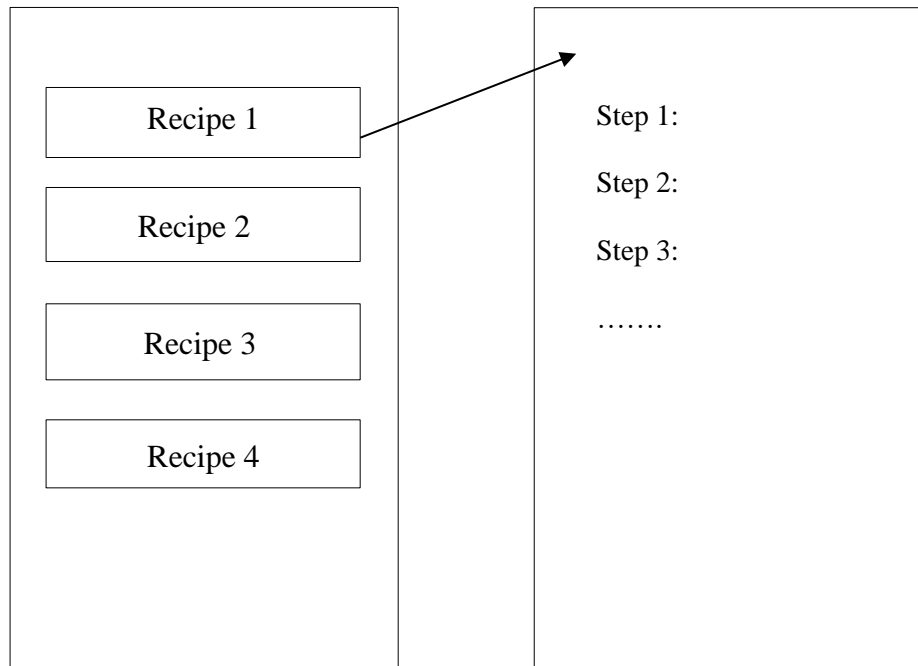 Recipe 1
Recipe 2
Recipe 3
Recipe 4
Step 1:
Step 2:
Step 3:
…….